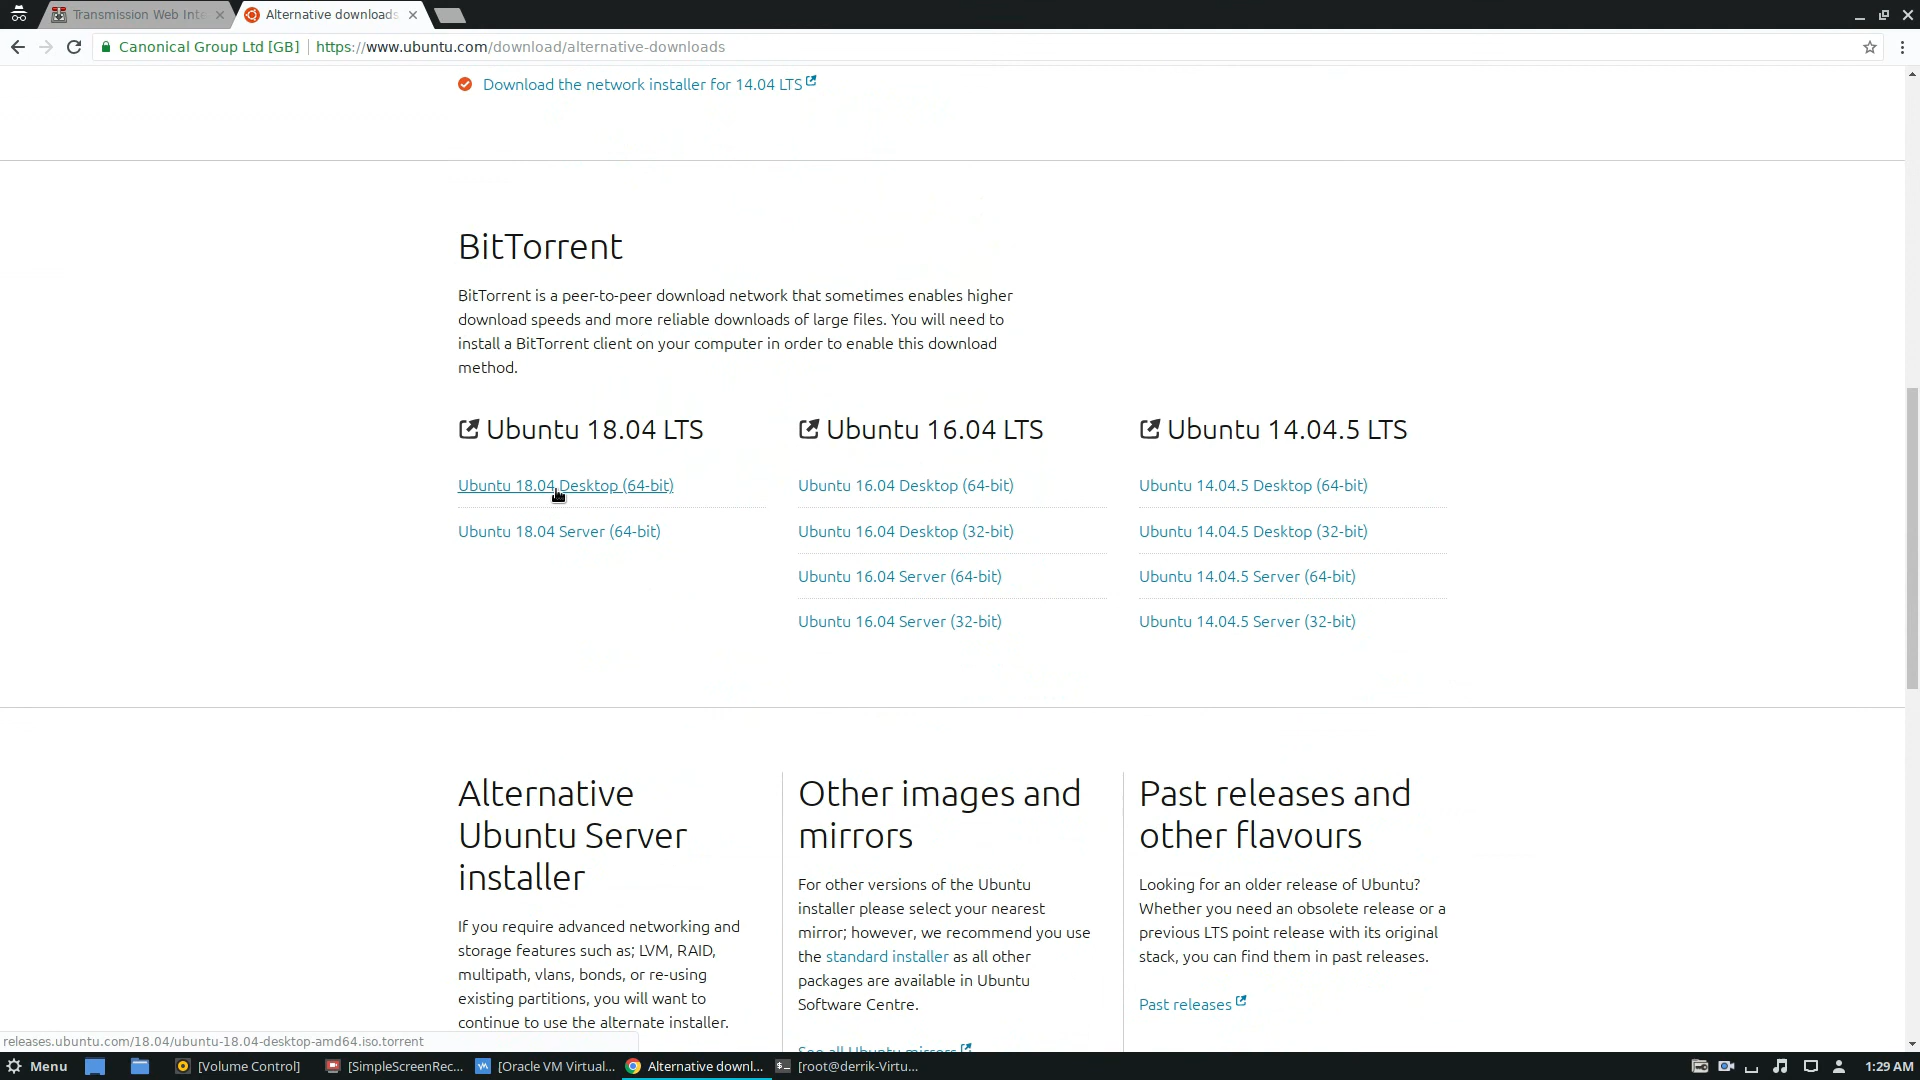 Transmission Web Inte
Alternative downloads
Canonical Group Ltd [GB]
https://www.ubuntu.com/download/alternative-downloads
Download the network installer for 14.04 LTS
BitTorrent
BitTorrent is a peer-to-peer download network that sometimes enables higher
download speeds and more reliable downloads of large files. You will need to
install a BitTorrent client on your computer in order to enable this download
method.
Ubuntu 18.04 LTS
Ubuntu 18.04 Desktop (64-bit)
Ubuntu 18.04 Server (64-bit)
Ubuntu 16.04 LTS
Ubuntu 16.04 Desktop (64-bit)
Ubuntu 16.04 Desktop (32-bit)
Ubuntu 16.04 Server (64-bit)
Ubuntu 16.04 Server (32-bit)
Ubuntu 14.04.5 LTS
Ubuntu 14.04.5 Desktop (64-bit)
Ubuntu 14.04.5 Desktop (32-bit)
Ubuntu 14.04.5 Server (64-bit)
Ubuntu 14.04.5 Server (32-bit)
Alternative
Ubuntu Server
installer
If you require advanced networking and
storage features such as; LVM, RAID,
multipath, vlans, bonds, or re-using
existing partitions, you will want to
continue to use the alternate installer.
Other images and
mirrors
For other versions of the Ubuntu
installer please select your nearest
mirror; however, we recommend you use
the standard installer as all other
packages are available in Ubuntu
Software Centre.
See all Ubuntu mirrors
Past releases and
other flavours
Looking for an older release of Ubuntu?
Whether you need an obsolete release or a
previous LTS point release with its original
stack, you can find them in past releases.
Past releases
releases.ubuntu.com/18.04/ubuntu-18.04-desktop-amd64.iso.torrent
Menu
[Volume Control]
[SimpleScreenRec...
[Oracle VM Virtual...
Alternative downl...
[root@derrik-Virtu...
1:29 AM